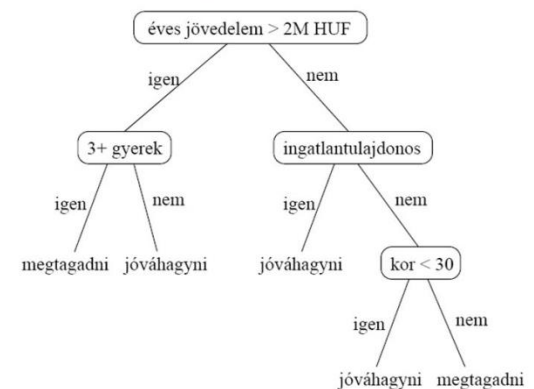 éves jövedelem > 2M HUF
igen
nem
3+ gyerek
ingatlantulajdonos
igen
nem
igen
nem
megtagadni
jóváhagyni
jóváhagyni
kor < 30
igen
nem
jóváhagyni
megtagadni